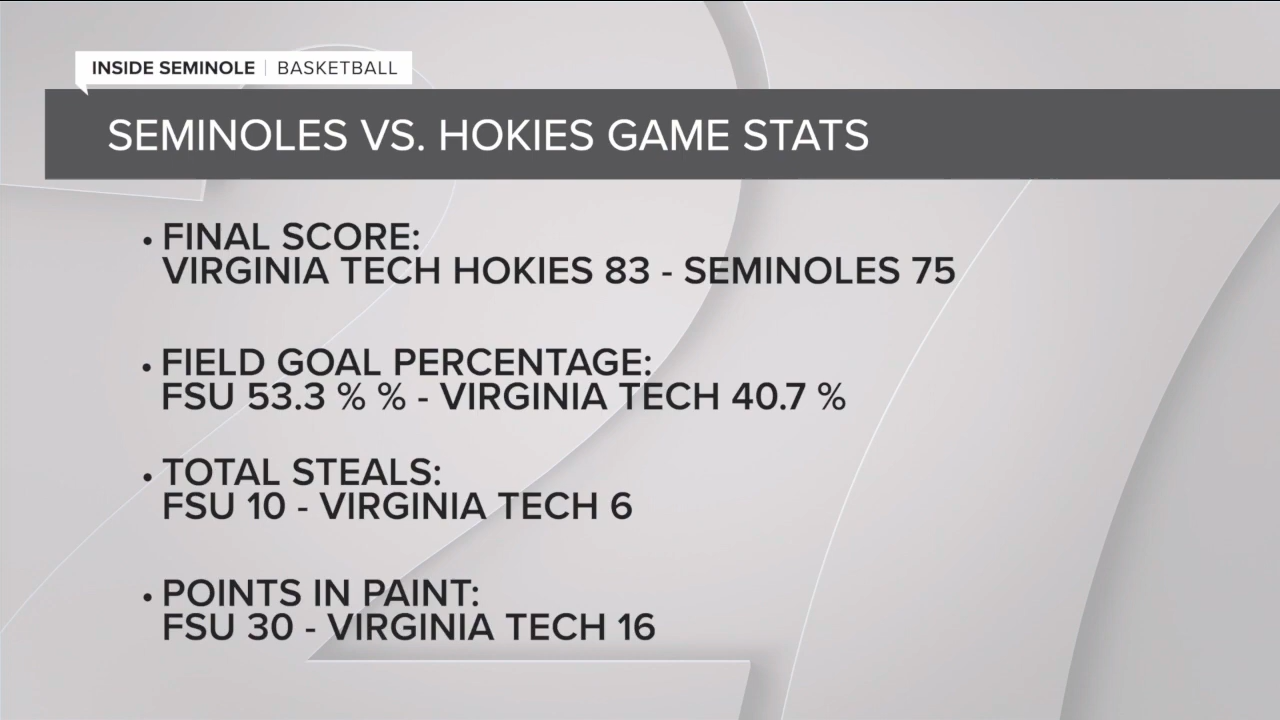 INSIDE SEMINOLE | BASKETBALL
SEMINOLES VS. HOKIES GAME STATS
• FINAL SCORE:
VIRGINIA TECH HOKIES 83 - SEMINOLES 75
• FIELD GOAL PERCENTAGE:
FSU 53.3 % % - VIRGINIA TECH 40.7 %
• TOTAL STEALS:
FSU 10 - VIRGINIA TECH 6
• POINTS IN PAINT:
FSU 30 - VIRGINIA TECH 16